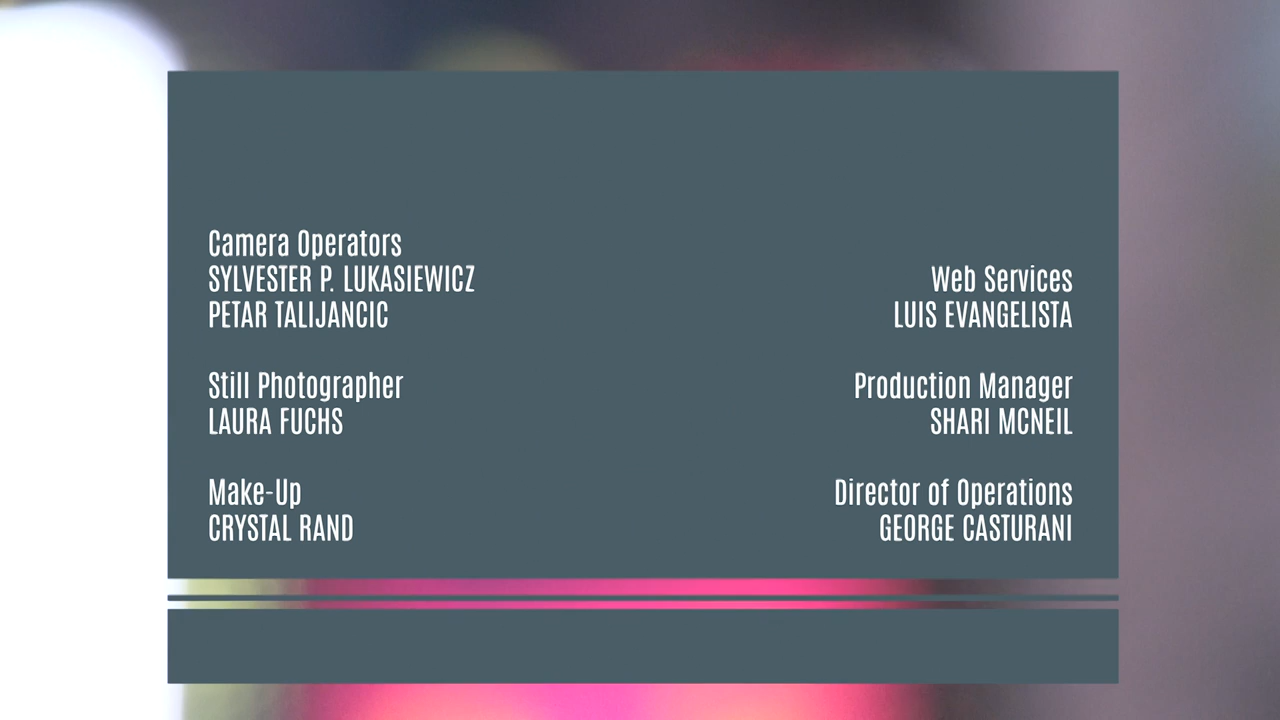 Camera Operators
SYLVESTER P. LUKASIEWICZ
PETAR TALIJANCIC
Still Photographer
LAURA FUCHS
Make-Up
CRYSTAL RAND
Web Services
LUIS EVANGELISTA
Production Manager
SHARI MCNEIL
Director of Operations
GEORGE CASTURANI